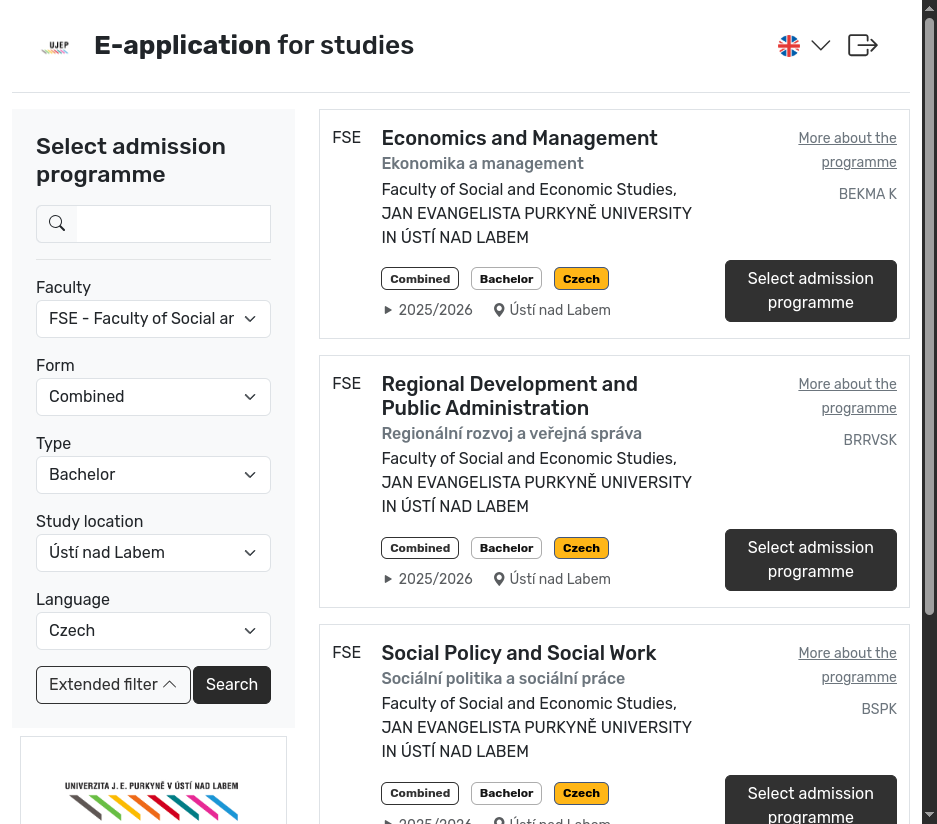 UJEP
E-application for studies
Select admission
programme
Faculty
FSE - Faculty of Social ar
Form
Combined
Type
Bachelor
Study location
Ústí nad Labem
Language
Czech
Extended filter
Search
UNIVERZITA J. E. PURKYNĚ V ÚSTÍ NAD LABEM
FSE
Economics and Management
Ekonomika a management
Faculty of Social and Economic Studies,
JAN EVANGELISTA PURKYNĚ UNIVERSITY
IN ÚSTÍ NAD LABEM
More about the
programme
BEKMA K
Combined
Bachelor
Czech
2025/2026
Ústí nad Labem
Select admission
programme
FSE
Regional Development and
Public Administration
Regionální rozvoj a veřejná správa
Faculty of Social and Economic Studies,
JAN EVANGELISTA PURKYNĚ UNIVERSITY
IN ÚSTÍ NAD LABEM
More about the
programme
BRRVSK
Combined
Bachelor
Czech
2025/2026
Ústí nad Labem
Select admission
programme
FSE
Social Policy and Social Work
Sociální politika a sociální práce
Faculty of Social and Economic Studies,
JAN EVANGELISTA PURKYNĚ UNIVERSITY
IN ÚSTÍ NAD LABEM
More about the
programme
BSPK
Combined
Bachelor
Czech
2025/2026
Ústí nad Labem
Select admission
programme